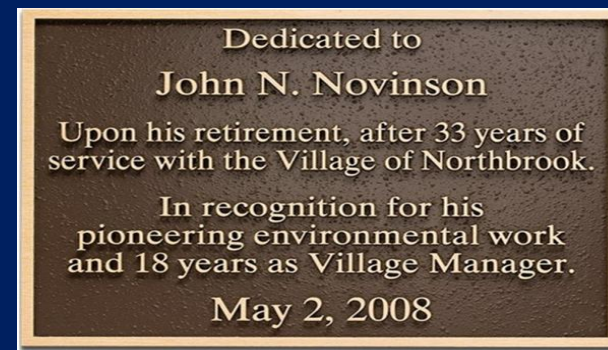 Dedicated to
John N. Novinson
Upon his retirement, after 33 years of
service with the Village of Northbrook.
In recognition for his
pioneering environmental work
and 18 years as Village Manager.
May 2, 2008